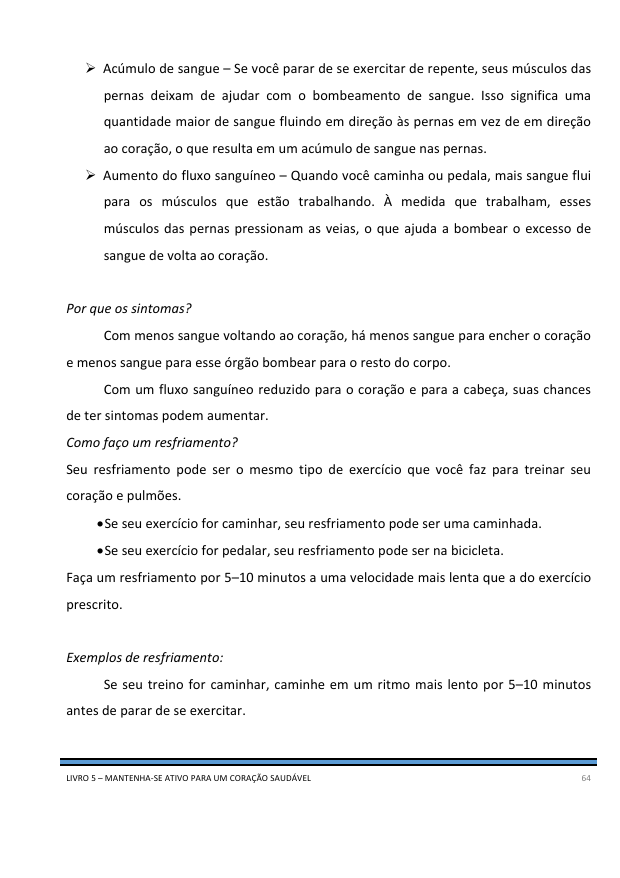 ➢ Acúmulo de sangue – Se você parar de se exercitar de repente, seus músculos das
pernas deixam de ajudar com o bombeamento de sangue. Isso significa uma
quantidade maior de sangue fluindo em direção às pernas em vez de em direção
ao coração, o que resulta em um acúmulo de sangue nas pernas.
➢ Aumento do fluxo sanguíneo – Quando você caminha ou pedala, mais sangue flui
para os músculos que estão trabalhando. À medida que trabalham, esses
músculos das pernas pressionam as veias, o que ajuda a bombear o excesso de
sangue de volta ao coração.
Por que os sintomas?
Com menos sangue voltando ao coração, há menos sangue para encher o coração
e menos sangue para esse órgão bombear para o resto do corpo.
Com um fluxo sanguíneo reduzido para o coração e para a cabeça, suas chances
de ter sintomas podem aumentar.
Como faço um resfriamento?
Seu resfriamento pode ser o mesmo tipo de exercício que você faz para treinar seu
coração e pulmões.
•Se seu exercício for caminhar, seu resfriamento pode ser uma caminhada.
•Se seu exercício for pedalar, seu resfriamento pode ser na bicicleta.
Faça um resfriamento por 5–10 minutos a uma velocidade mais lenta que a do exercício
prescrito.
Exemplos de resfriamento:
Se seu treino for caminhar, caminhe em um ritmo mais lento por 5–10 minutos
antes de parar de se exercitar.
LIVRO 5 – MANTENHA-SE ATIVO PARA UM CORAÇÃO SAUDÁVEL 64